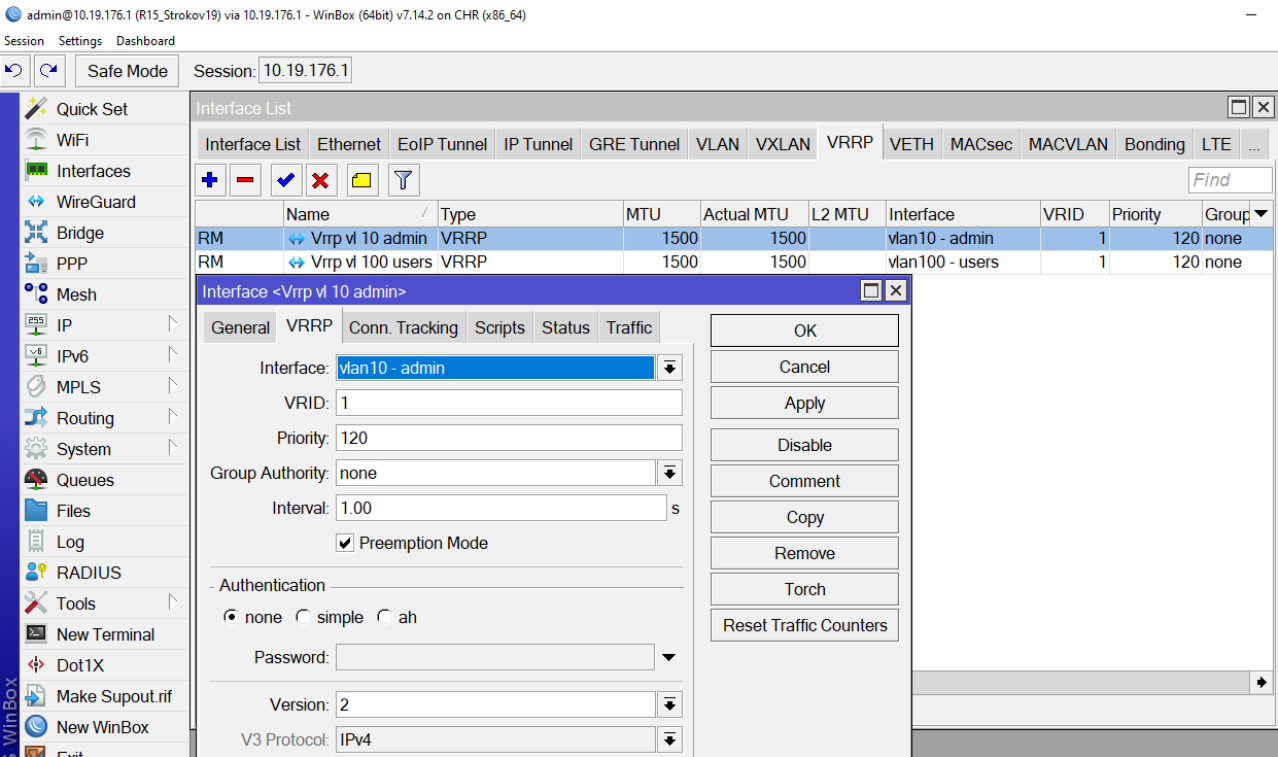 admin@10.19.176.1 (R15_Strokov19) via 10.19.176.1 - WinBox (64bit) v7.14.2 on CHR (x86_64)
Session Settings Dashboard
Safe Mode Session: 10.19.176.1
Quick Set
WiFi
Interfaces
WireGuard
Bridge
PPP
Mesh
255 IP
v6 IPv6
MPLS
Routing
System
Queues
Files
Log
RADIUS
Tools
New Terminal
Dot1X
Make Supout.rif
New WinBox
Exit
WinBox
Interface List
Interface List Ethernet EoIP Tunnel IP Tunnel GRE Tunnel VLAN VXLAN VRRP VETH MACsec MACVLAN Bonding LTE ...
Find
Name Type MTU Actual MTU L2 MTU Interface VRID Priority Group
RM Vrrp vl 10 admin VRRP 1500 1500 vlan10 - admin 1 120 none
RM Vrrp vl 100 users VRRP 1500 1500 vlan100 - users 1 120 none
Interface <Vrrp vl 10 admin>
General VRRP Conn. Tracking Scripts Status Traffic
Interface: vlan10 - admin
VRID: 1
Priority: 120
Group Authority: none
Interval: 1.00 s
Preemption Mode
Authentication
none simple ah
Password:
Version: 2
V3 Protocol: IPv4
OK
Cancel
Apply
Disable
Comment
Copy
Remove
Torch
Reset Traffic Counters